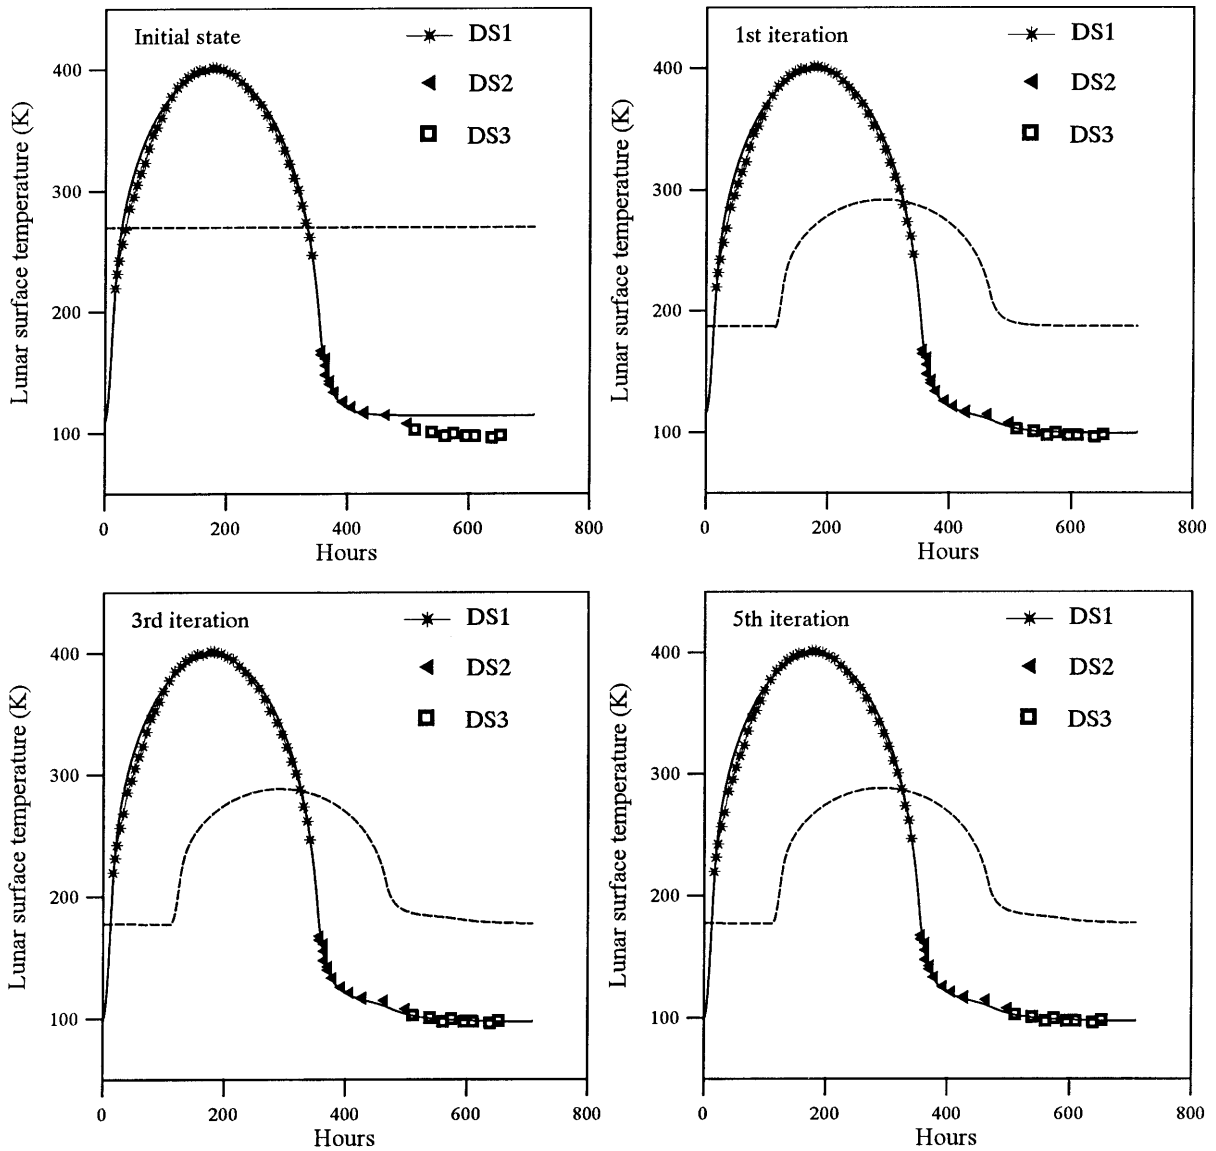 Initial state
DS1
DS2
DS3
400
300
200
100
0 200 400 600 800
Hours
Lunar surface temperature (K)
1st iteration
DS1
DS2
DS3
400
300
200
100
0 200 400 600 800
Hours
Lunar surface temperature (K)
3rd iteration
DS1
DS2
DS3
400
300
200
100
0 200 400 600 800
Hours
Lunar surface temperature (K)
5th iteration
DS1
DS2
DS3
400
300
200
100
0 200 400 600 800
Hours
Lunar surface temperature (K)